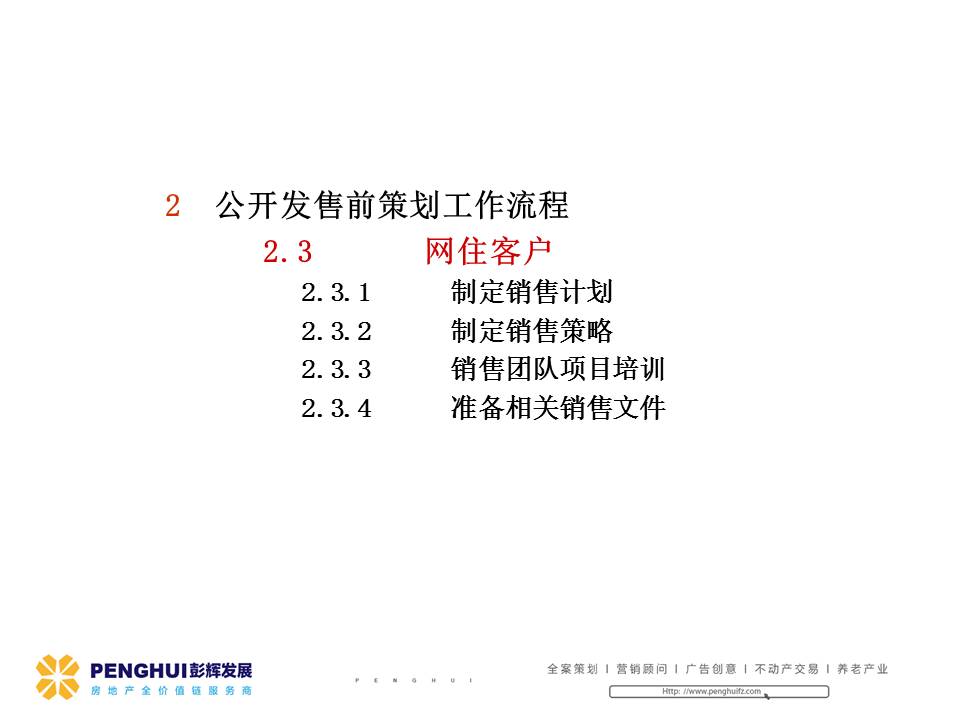 2 公开发售前策划工作流程
2.3 网住客户
2.3.1 制定销售计划
2.3.2 制定销售策略
2.3.3 销售团队项目培训
2.3.4 准备相关销售文件
PENGHUI彭辉发展
房地产全价值链服务商
PENGHUI
全案策划 | 营销顾问 | 广告创意 | 不动产交易 | 养老产业
Http: //www.penghuifz.com